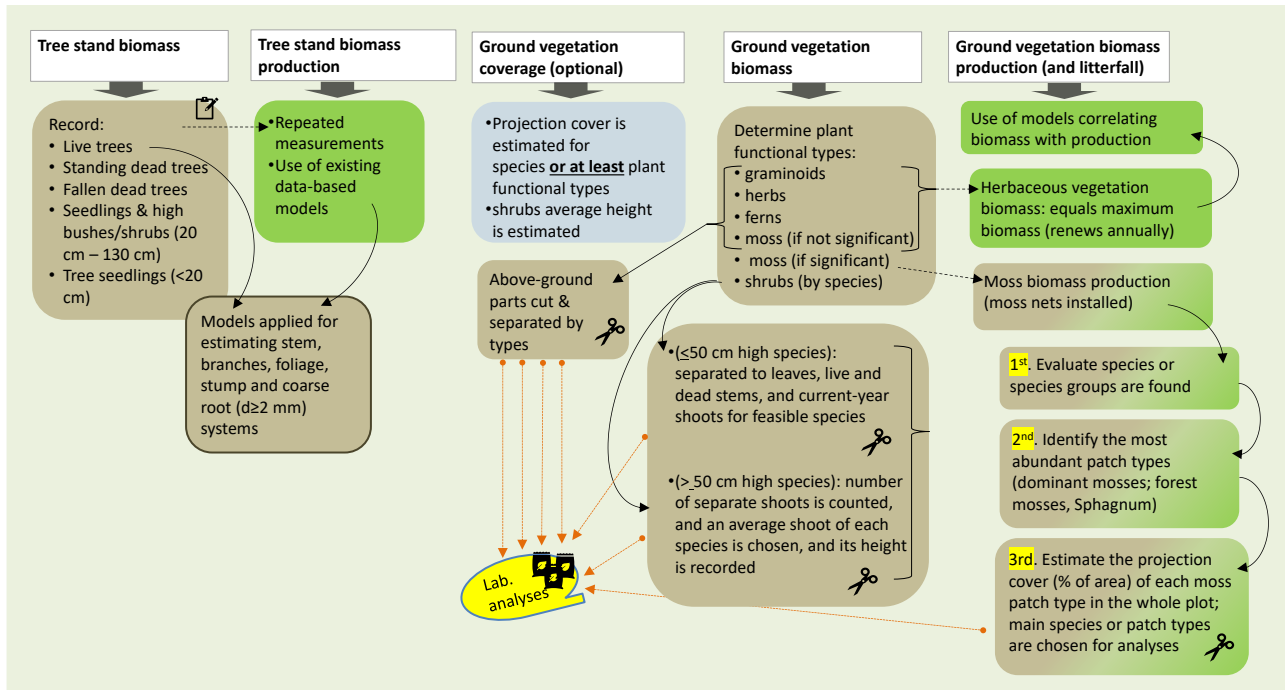 Tree stand biomass
Tree stand biomass
production
Ground vegetation
coverage (optional)
Ground vegetation
biomass
Ground vegetation biomass
production (and litterfall)
Record:
• Live trees
• Standing dead trees
• Fallen dead trees
• Seedlings & high
bushes/shrubs (20
cm – 130 cm)
• Tree seedlings (<20
cm)
•Repeated
measurements
•Use of existing
data-based
models
Models applied for
estimating stem,
branches, foliage,
stump and coarse
root (d≥2 mm)
systems
•Projection cover is
estimated for
species or at least plant
functional types
•shrubs average height
is estimated
Above-ground
parts cut &
separated by
types
Lab.
analyses
Determine plant
functional types:
• graminoids
• herbs
• ferns
• moss (if not significant)
• moss (if significant)
• shrubs (by species)
•(≤50 cm high species):
separated to leaves, live and
dead stems, and current-year
shoots for feasible species
•(>_50 cm high species): number
of separate shoots is counted,
and an average shoot of each
species is chosen, and its height
is recorded
Use of models correlating
biomass with production
Herbaceous vegetation
biomass: equals maximum
biomass (renews annually)
Moss biomass production
(moss nets installed)
1st. Evaluate species or
species groups are found
2nd. Identify the most
abundant patch types
(dominant mosses; forest
mosses, Sphagnum)
3rd. Estimate the projection
cover (% of area) of each moss
patch type in the whole plot;
main species or patch types
are chosen for analyses